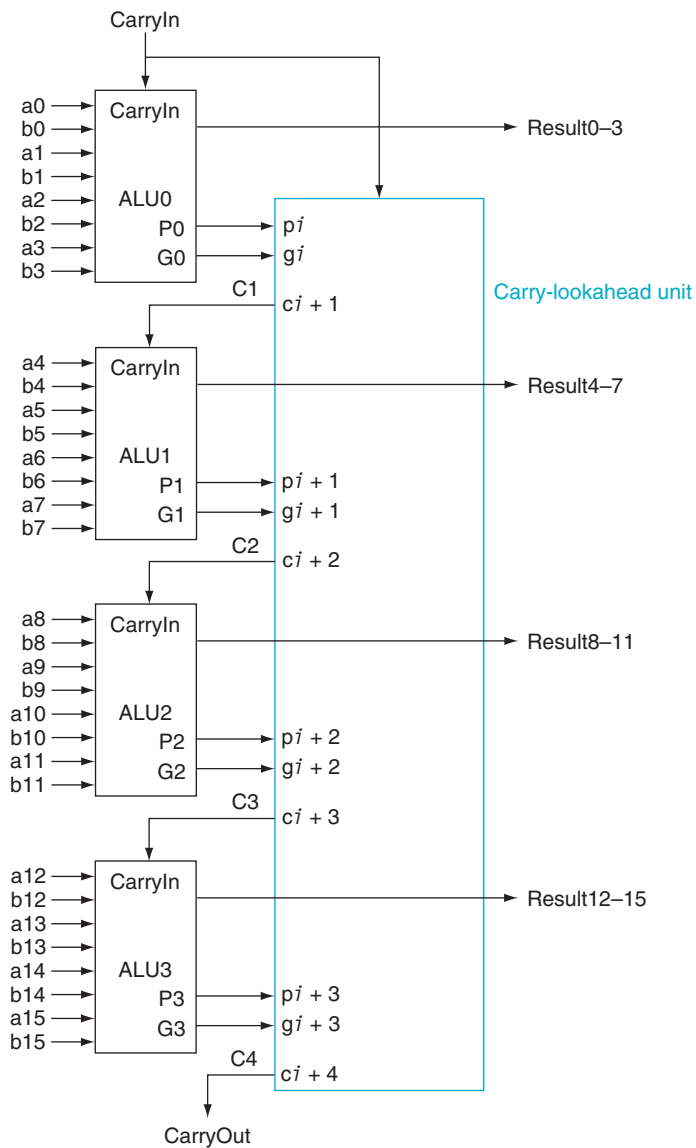 CarryIn
a0
b0
a1
b1
a2
b2
a3
b3
CarryIn
ALU0
P0
G0
Result0–3
pi
gi
Carry-lookahead unit
C1
ci + 1
a4
b4
a5
b5
a6
b6
a7
b7
CarryIn
ALU1
P1
G1
Result4–7
pi + 1
gi + 1
C2
ci + 2
a8
b8
a9
b9
a10
b10
a11
b11
CarryIn
ALU2
P2
G2
Result8–11
pi + 2
gi + 2
C3
ci + 3
a12
b12
a13
b13
a14
b14
a15
b15
CarryIn
ALU3
P3
G3
Result12–15
pi + 3
gi + 3
C4
ci + 4
CarryOut